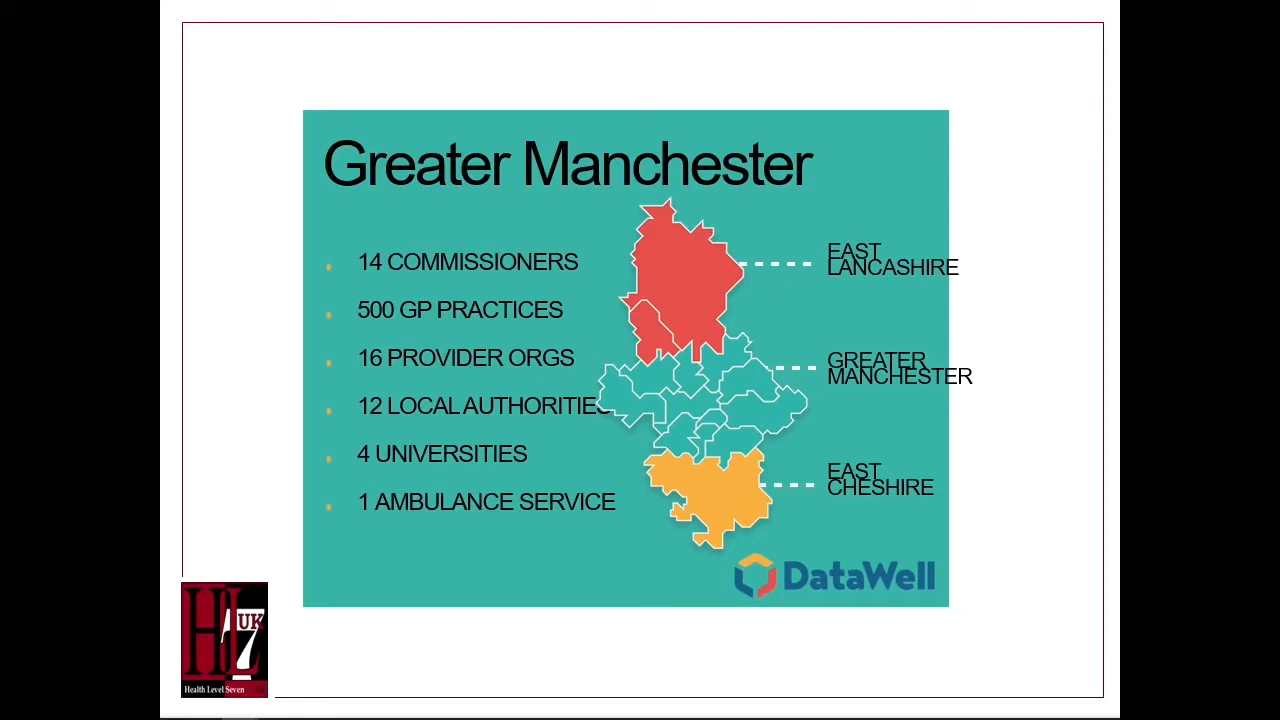 Greater Manchester
14 COMMISSIONERS
500 GP PRACTICES
16 PROVIDER ORGS
12 LOCAL AUTHORITIES
4 UNIVERSITIES
1 AMBULANCE SERVICE
EAST
LANCASHIRE
GREATER
MANCHESTER
EAST
CHESHIRE
DataWell
HL7
UK
Health Level Seven